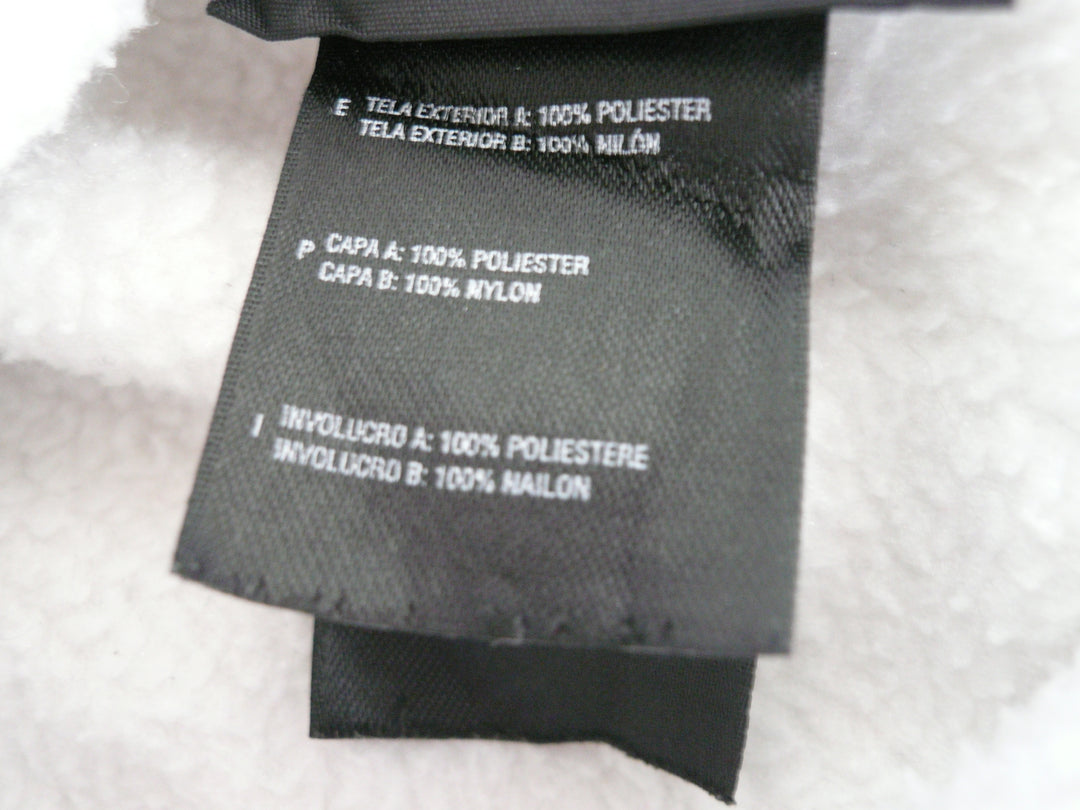 E TELA EXTERIOR A: 100% POLIESTER
TELA EXTERIOR B: 100% NILÓN
P CAPA A: 100% POLIESTER
CAPA B: 100% NYLON
I INVOLUCRO A: 100% POLIESTERE
INVOLUCRO B: 100% NAILON